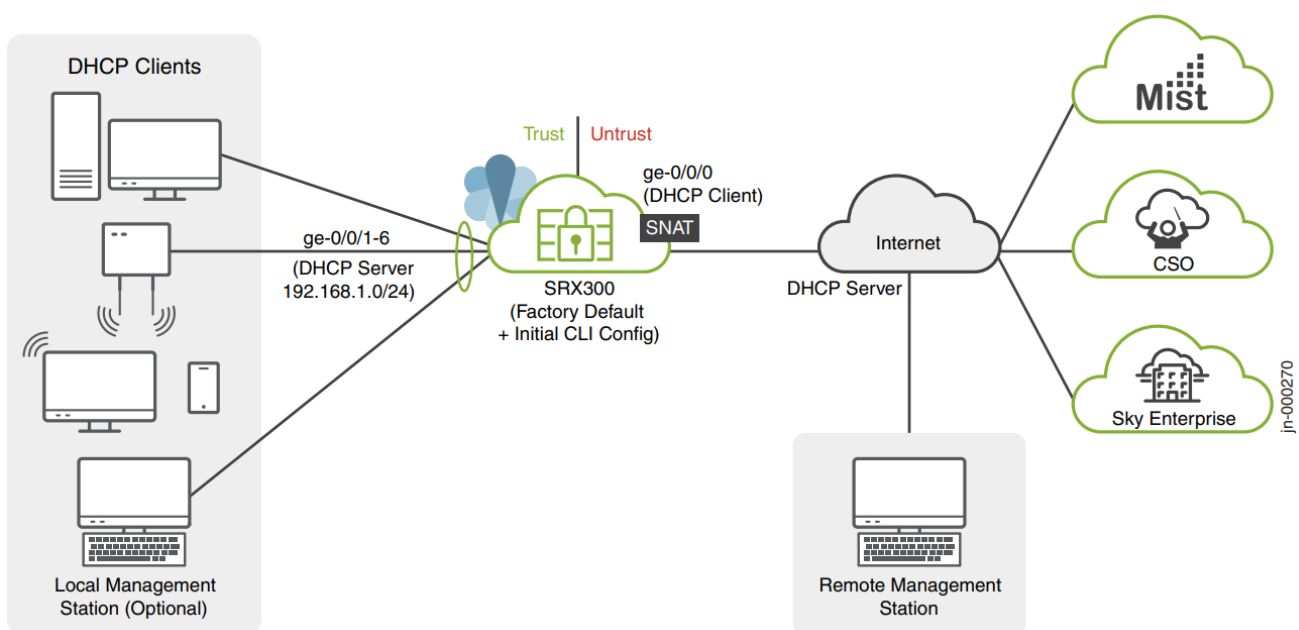 DHCP Clients
ge-0/0/1-6
(DHCP Server
192.168.1.0/24)
Local Management
Station (Optional)
Trust
Untrust
ge-0/0/0
(DHCP Client)
SNAT
SRX300
(Factory Default
+ Initial CLI Config)
Internet
DHCP Server
Remote Management
Station
Mist
CSO
Sky Enterprise
jn-000270